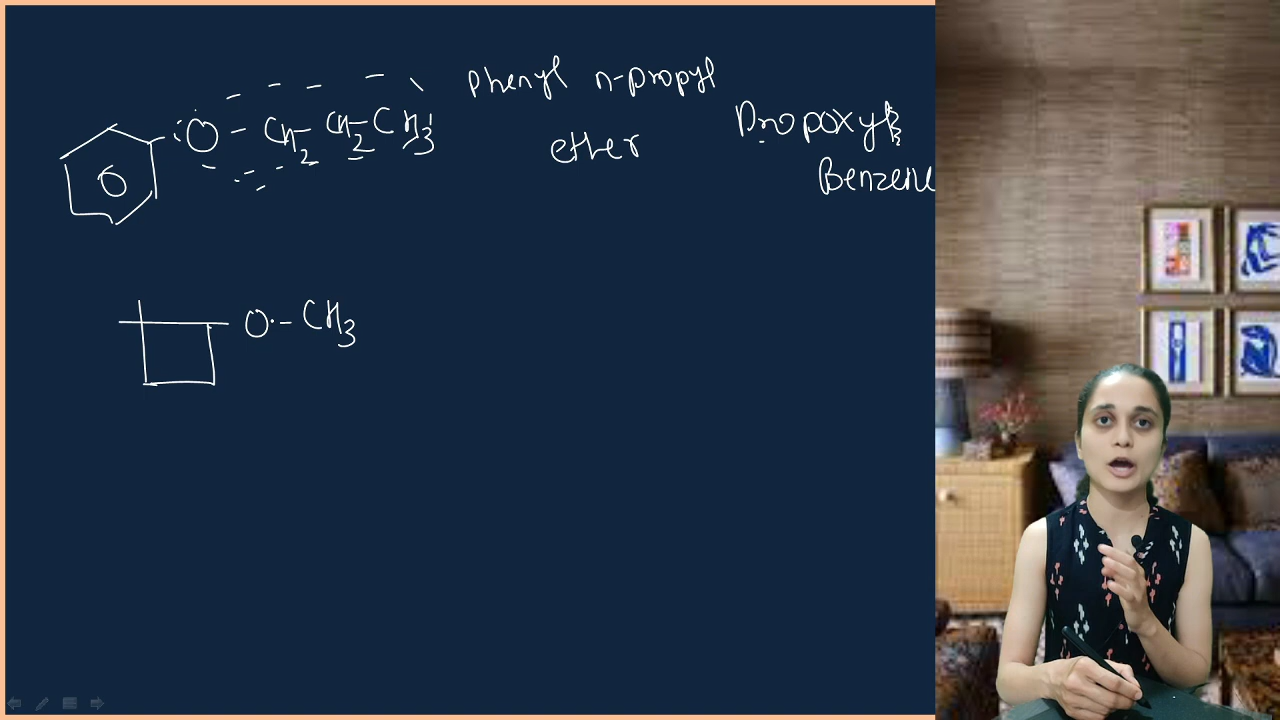 Phenyl n-propyl
ether
Propoxy
Benzene
O - CH2 - CH2 - CH3
O - CH3